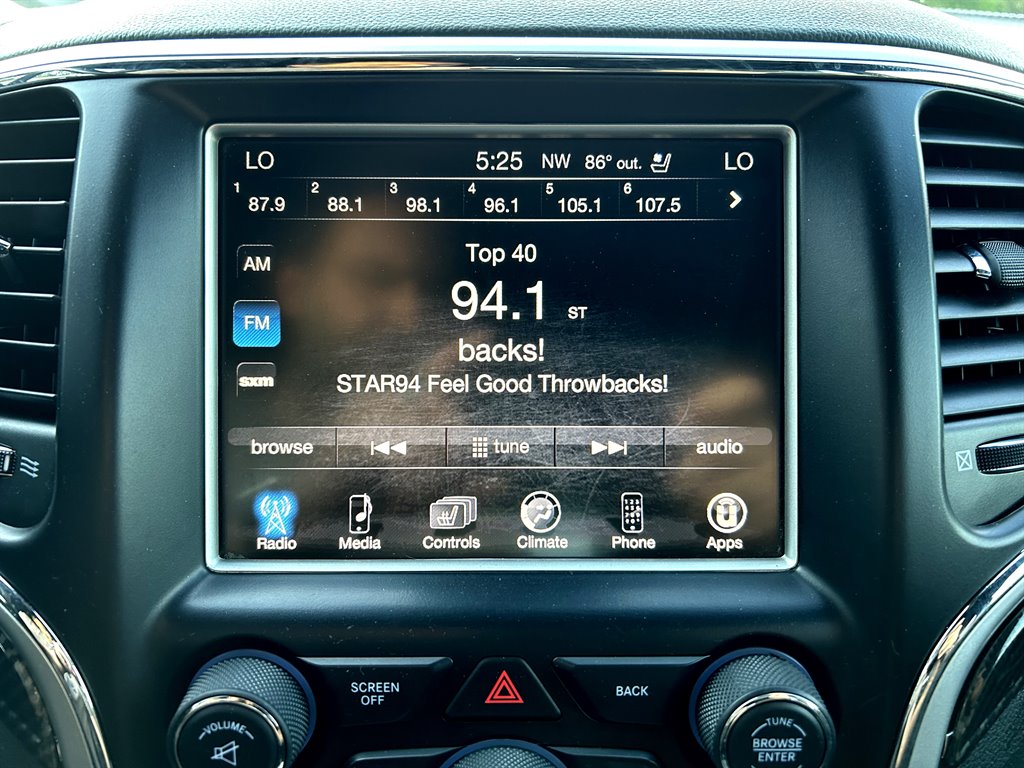 LO 5:25 NW 86° out. LO
1 87.9 2 88.1 3 98.1 4 96.1 5 105.1 6 107.5
AM
Top 40
94.1 ST
FM
backs!
sxm
STAR94 Feel Good Throwbacks!
browse tune audio
Radio Media Controls Climate Phone Apps
SCREEN OFF
BACK
VOLUME
TUNE
BROWSE
ENTER